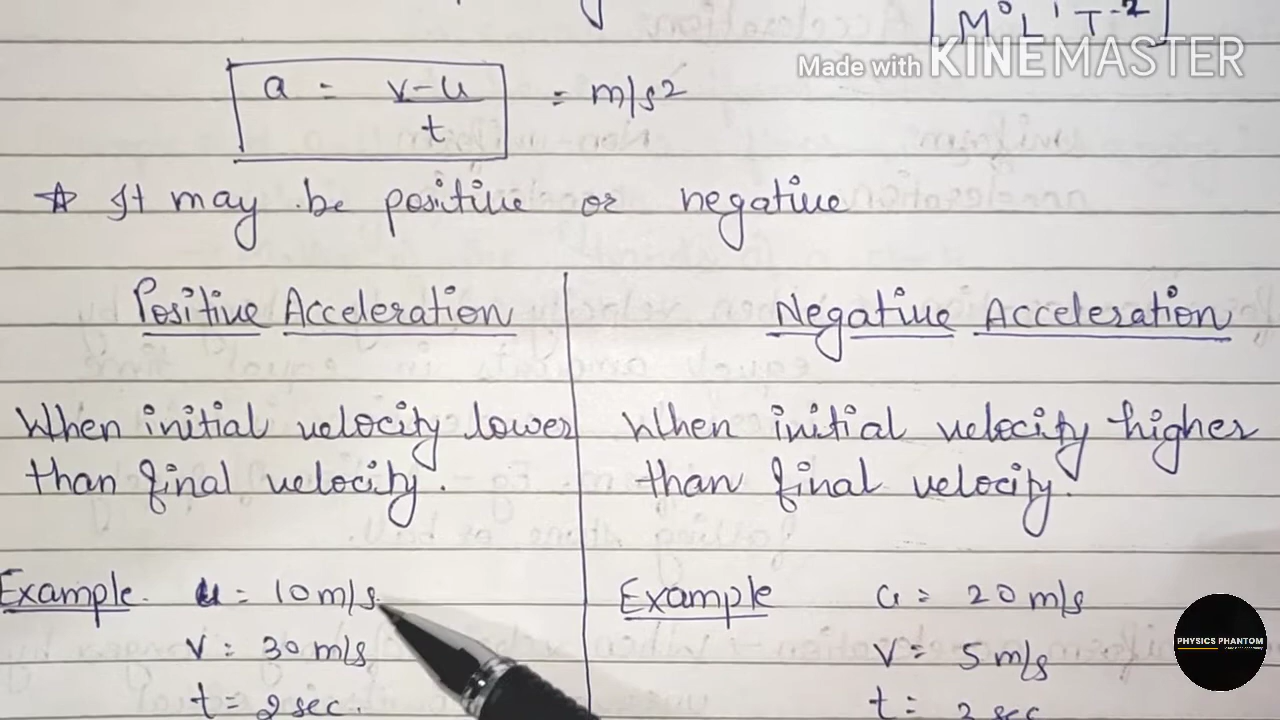 [M⁰L¹T⁻²]
Made with KINEMASTER
a = v-u/t = m/s²
☆ It may be positive or negative
Positive Acceleration
When initial velocity lower
than final velocity.
Example. u = 10 m/s.
v = 30 m/s
t = 2 sec.
Negative Acceleration
When initial velocity higher
than final velocity.
Example u = 20 m/s
v = 5 m/s
t = 2 sec
PHYSICS PHANTOM